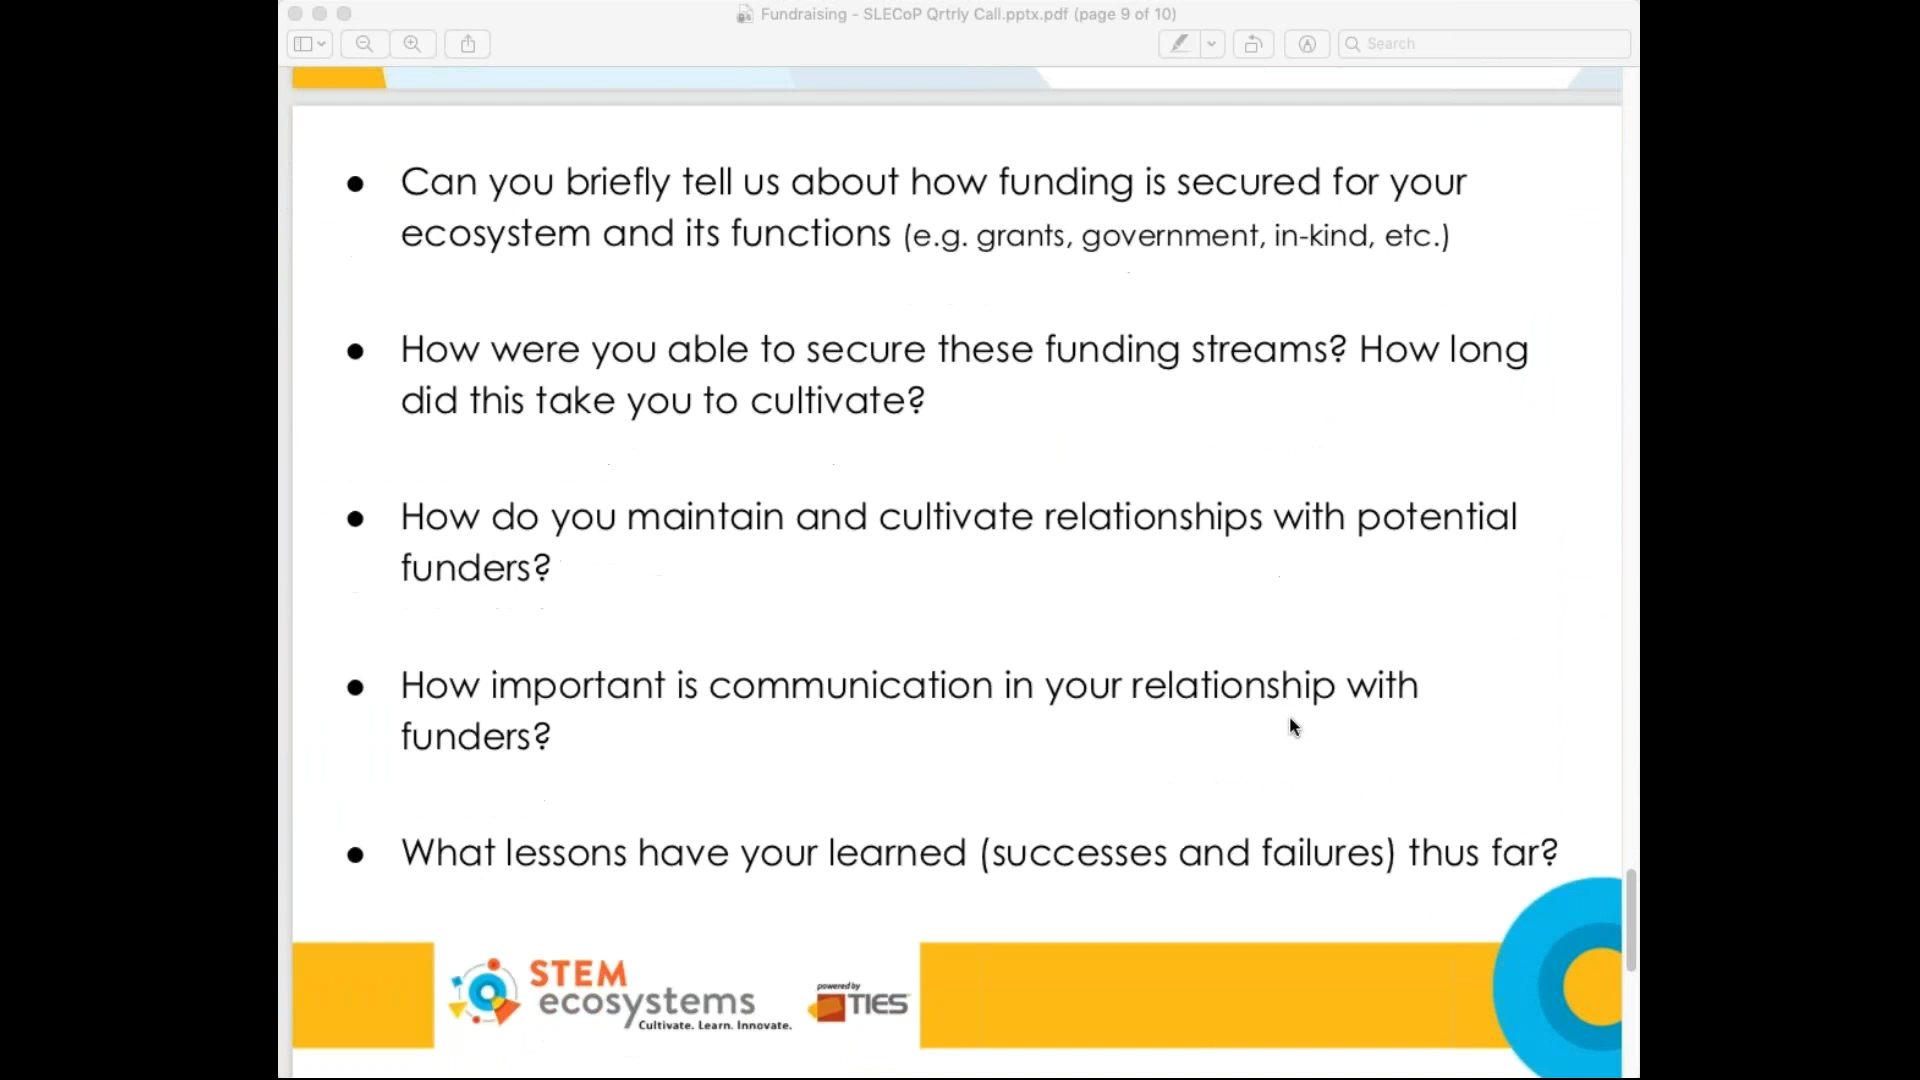 Fundraising - SLECoP Qrtrly Call.pptx.pdf (page 9 of 10)
Search
● Can you briefly tell us about how funding is secured for your
ecosystem and its functions (e.g. grants, government, in-kind, etc.)
● How were you able to secure these funding streams? How long
did this take you to cultivate?
● How do you maintain and cultivate relationships with potential
funders?
● How important is communication in your relationship with
funders?
● What lessons have your learned (successes and failures) thus far?
STEM
ecosystems
Cultivate. Learn. Innovate.
powered by
TIES